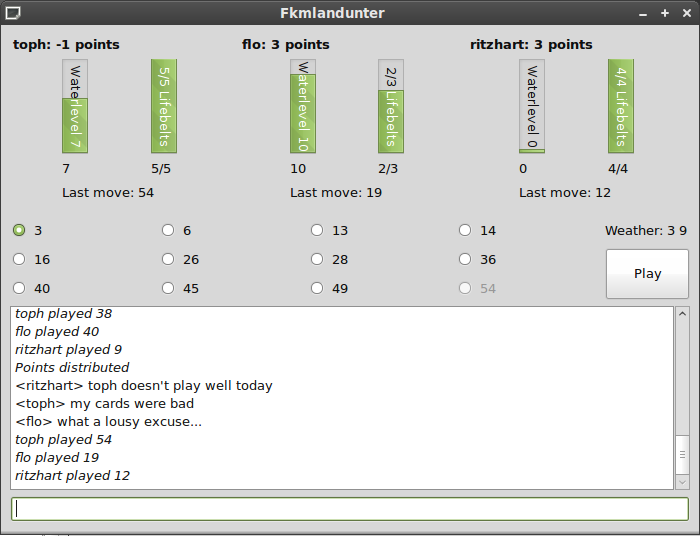 Fkmlandunter
toph: -1 points flo: 3 points ritzhart: 3 points
Waterlevel 7 5/5 Lifebelts Waterlevel 10 2/3 Lifebelts Waterlevel 0 4/4 Lifebelts
7 5/5 10 2/3 0 4/4
Last move: 54 Last move: 19 Last move: 12
3 6 13 14 Weather: 3 9
16 26 28 36 Play
40 45 49 54
toph played 38
flo played 40
ritzhart played 9
Points distributed
<ritzhart> toph doesn't play well today
<toph> my cards were bad
<flo> what a lousy excuse...
toph played 54
flo played 19
ritzhart played 12